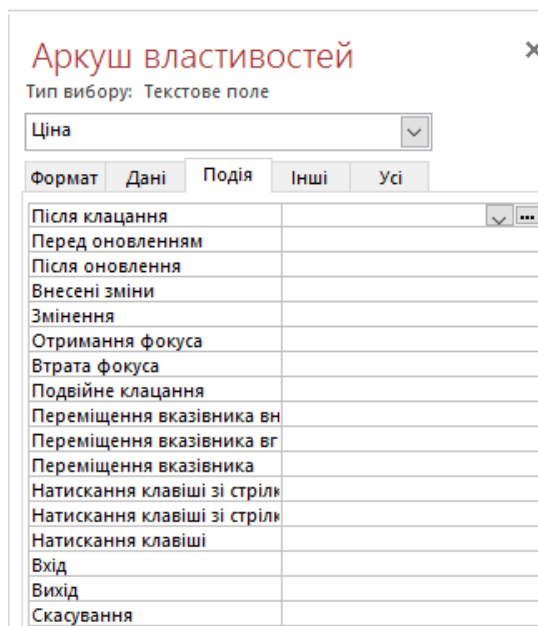 Аркуш властивостей
Тип вибору: Текстове поле
Ціна
Формат Дані Подія Інші Усі
Після клацання
Перед оновленням
Після оновлення
Внесені зміни
Змінення
Отримання фокуса
Втрата фокуса
Подвійне клацання
Переміщення вказівника вн
Переміщення вказівника вг
Переміщення вказівника
Натискання клавіші зі стрілк
Натискання клавіші зі стрілк
Натискання клавіші
Вхід
Вихід
Скасування